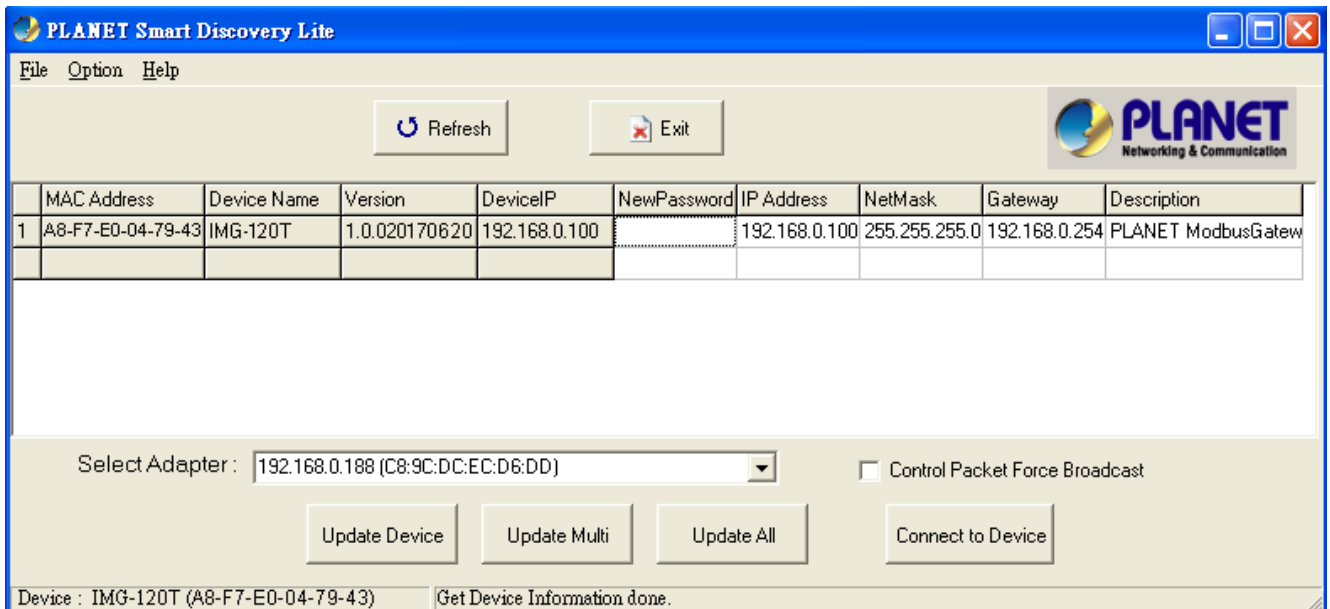 PLANET Smart Discovery Lite
File Option Help
Refresh Exit
PLANET
Networking & Communication
MAC Address Device Name Version DeviceIP NewPassword IP Address NetMask Gateway Description
1 A8-F7-E0-04-79-43 IMG-120T 1.0.020170620 192.168.0.100 192.168.0.100 255.255.255.0 192.168.0.254 PLANET ModbusGatew
Select Adapter : 192.168.0.188 (C8:9C:DC:EC:D6:DD) Control Packet Force Broadcast
Update Device Update Multi Update All Connect to Device
Device : IMG-120T (A8-F7-E0-04-79-43) Get Device Information done.